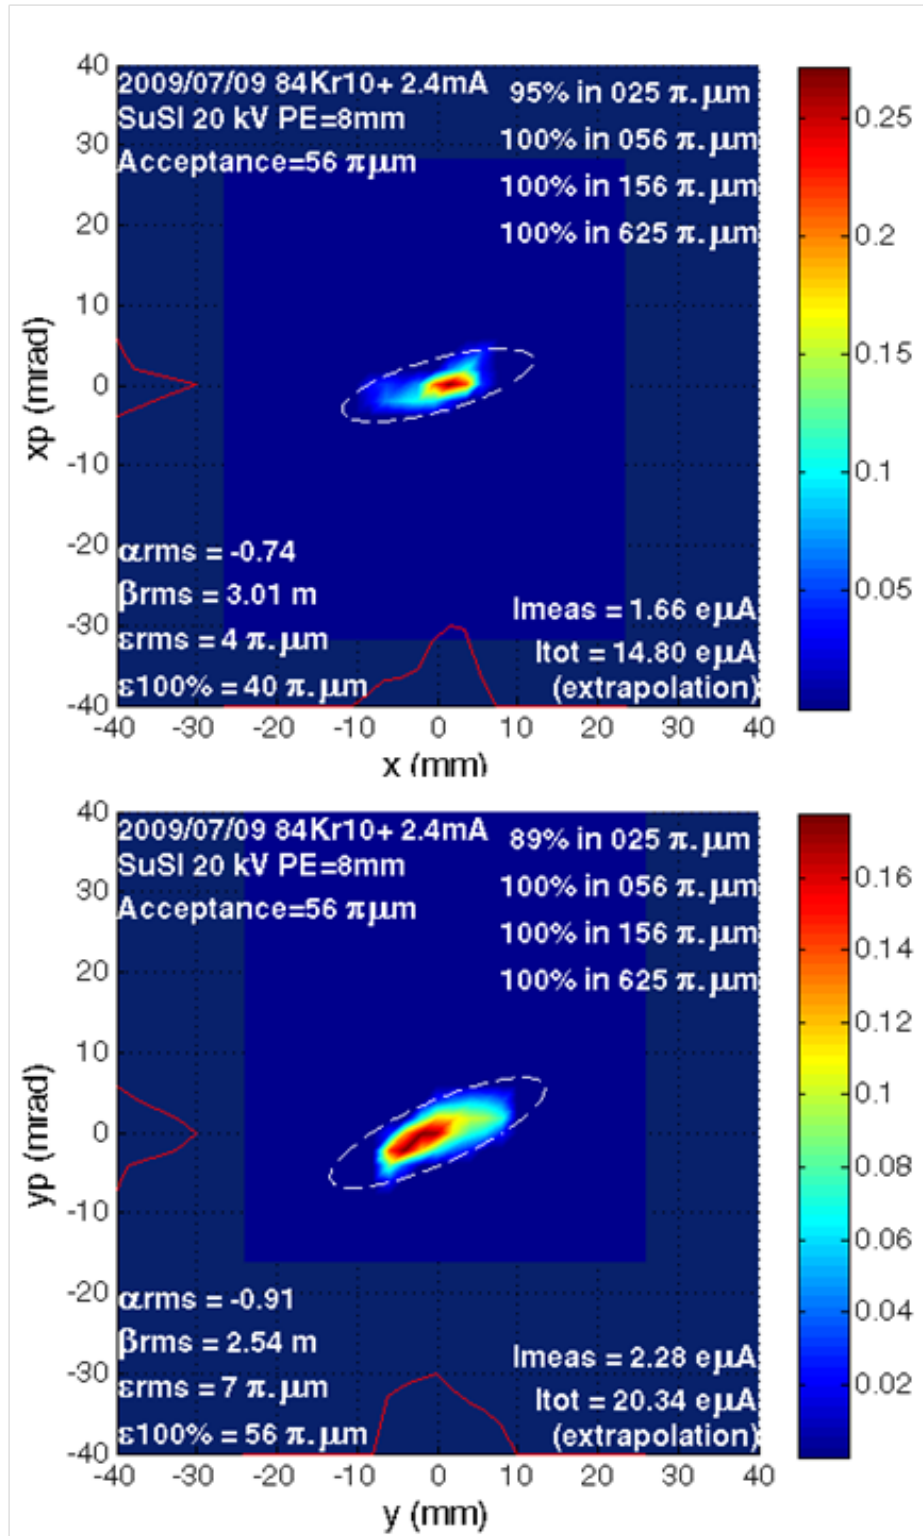 2009/07/09 84Kr10+ 2.4mA
SuSI 20 kV PE=8mm
Acceptance=56 πμm
95% in 025 π.μm
100% in 056 π.μm
100% in 156 π.μm
100% in 625 π.μm
αrms = -0.74
βrms = 3.01 m
εrms = 4 π.μm
ε100% = 40 π.μm
Imeas = 1.66 eμA
Itot = 14.80 eμA
(extrapolation)
40
30
20
10
0
-10
-20
-30
-40
xp (mrad)
-40 -30 -20 -10 0 10 20 30 40
x (mm)
0.25
0.2
0.15
0.1
0.05
2009/07/09 84Kr10+ 2.4mA
SuSI 20 kV PE=8mm
Acceptance=56 πμm
89% in 025 π.μm
100% in 056 π.μm
100% in 156 π.μm
100% in 625 π.μm
αrms = -0.91
βrms = 2.54 m
εrms = 7 π.μm
ε100% = 56 π.μm
Imeas = 2.28 eμA
Itot = 20.34 eμA
(extrapolation)
40
30
20
10
0
-10
-20
-30
-40
yp (mrad)
-40 -30 -20 -10 0 10 20 30 40
y (mm)
0.16
0.14
0.12
0.1
0.08
0.06
0.04
0.02